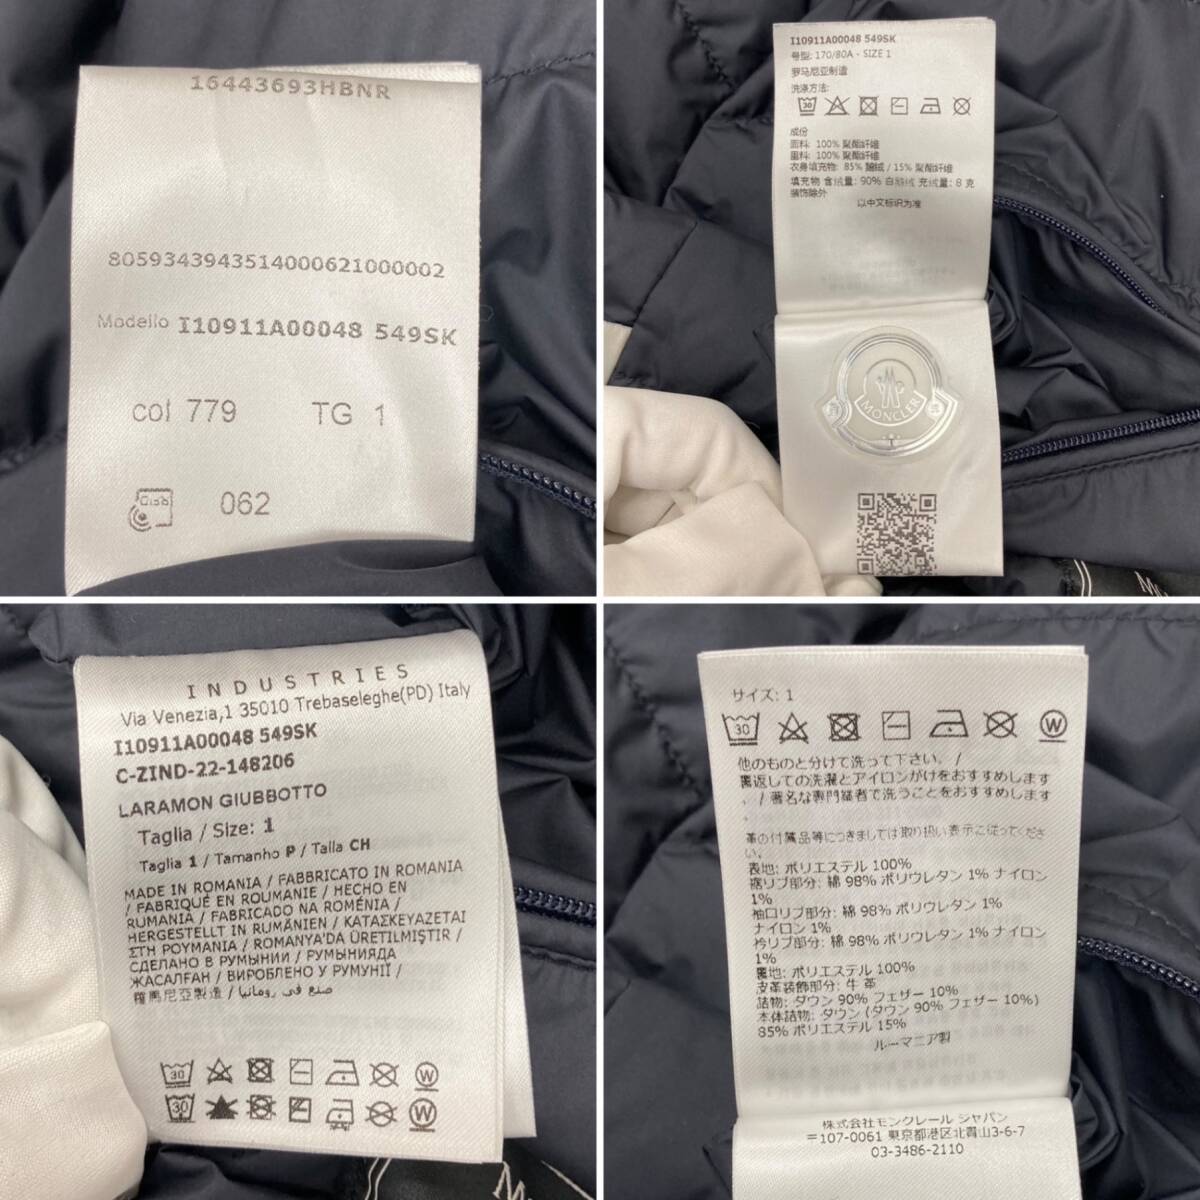 16443693HBNR
8059343943514000621000002
Modello I10911A00048 549SK
col 779 TG 1
RFID
062
I10911A00048 549SK
号型: 170/80A - SIZE 1
罗马尼亚制造
洗涤方法:
30
成份
面料: 100% 聚酯纤维
里料: 100% 聚酯纤维
衣身填充物: 85% 鹅绒 / 15% 聚酯纤维
填充物 含绒量: 90% 白鹅绒 充绒量: 8 克
装饰除外
以中文标识为准
MONCLER
INDUSTRIES
Via Venezia,1 35010 Trebaseleghe(PD) Italy
I10911A00048 549SK
C-ZIND-22-148206
LARAMON GIUBBOTTO
Taglia / Size: 1
Taglia 1 / Tamanho P / Talla CH
MADE IN ROMANIA / FABBRICATO IN ROMANIA
/ FABRIQUÉ EN ROUMANIE / HECHO EN
RUMANIA / FABRICADO NA ROMÉNIA /
HERGESTELLT IN RUMÄNIEN / ΚΑΤΑΣΚΕΥΑΖΕΤΑΙ
ΣΤΗ ΡΟΥΜΑΝΙΑ / ROMANYA'DA ÜRETILMIŞTIR /
СДЕЛАНО В РУМЫНИИ / РУМЫНИЯДА
ЖАСАЛҒАН / ВИРОБЛЕНО У РУМУНІЇ /
羅馬尼亞製造 / صنع في رومانيا
30 W
30 W
サイズ: 1
30 W
他のものと分けて洗って下さい。 /
裏返しての洗濯とアイロンがけをおすすめします
。 / 著名な専門業者で洗うことをおすすめします
。
革の付属品等につきましては取り扱い表示に従ってくださ
い。
表地: ポリエステル 100%
裾リブ部分: 綿 98% ポリウレタン 1% ナイロン
1%
袖口リブ部分: 綿 98% ポリウレタン 1%
ナイロン 1%
衿リブ部分: 綿 98% ポリウレタン 1% ナイロン
1%
裏地: ポリエステル 100%
皮革装飾部分: 牛 革
詰物: ダウン 90% フェザー 10%
本体詰物: ダウン (ダウン 90% フェザー 10%)
85% ポリエステル 15%
ルーマニア製
株式会社モンクレール ジャパン
〒107-0061 東京都港区北青山3-6-7
03-3486-2110